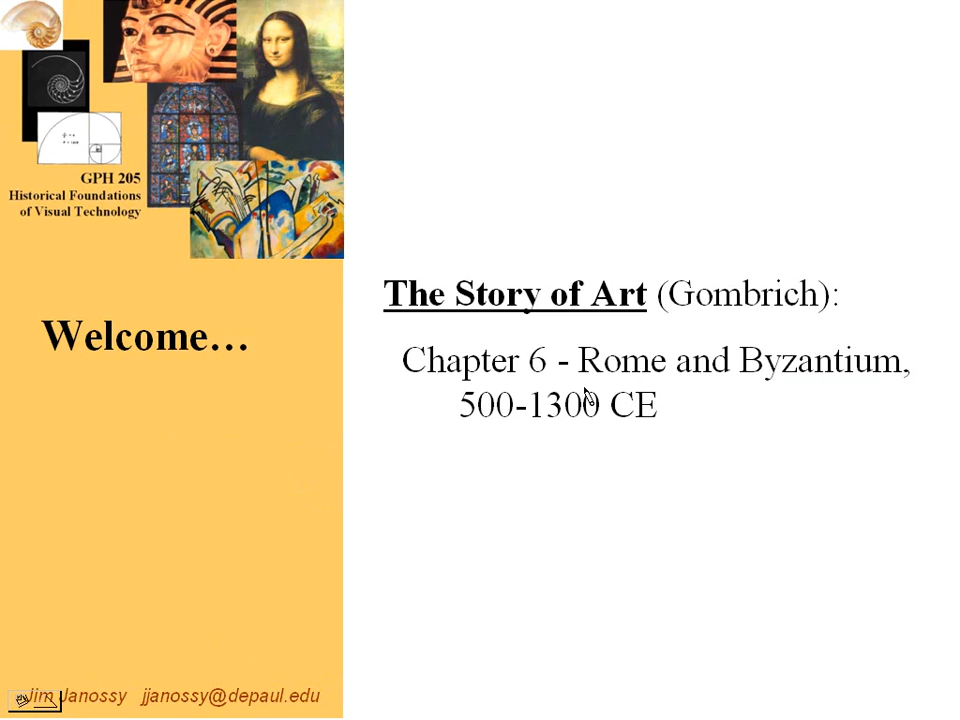 GPH 205
Historical Foundations
of Visual Technology
Welcome…
The Story of Art (Gombrich):
Chapter 6 - Rome and Byzantium,
500-1300 CE
Jim Janossy jjanossy@depaul.edu